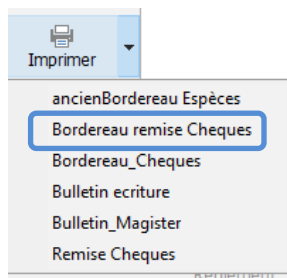 Imprimer
ancienBordereau Espèces
Bordereau remise Cheques
Bordereau_Cheques
Bulletin ecriture
Bulletin_Magister
Remise Cheques